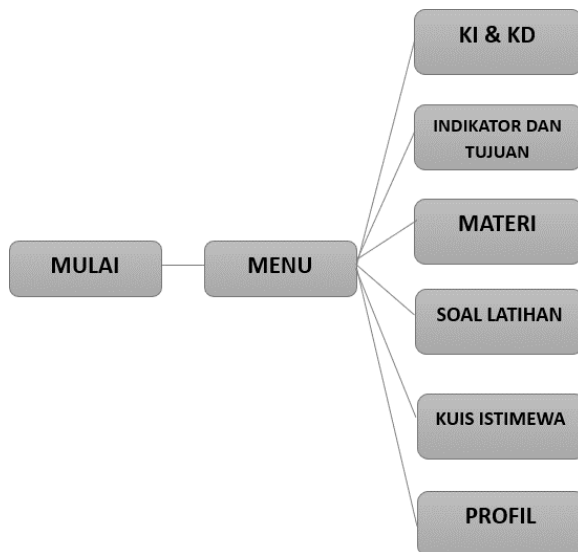 KI & KD
INDIKATOR DAN
TUJUAN
MATERI
MULAI
MENU
SOAL LATIHAN
KUIS ISTIMEWA
PROFIL